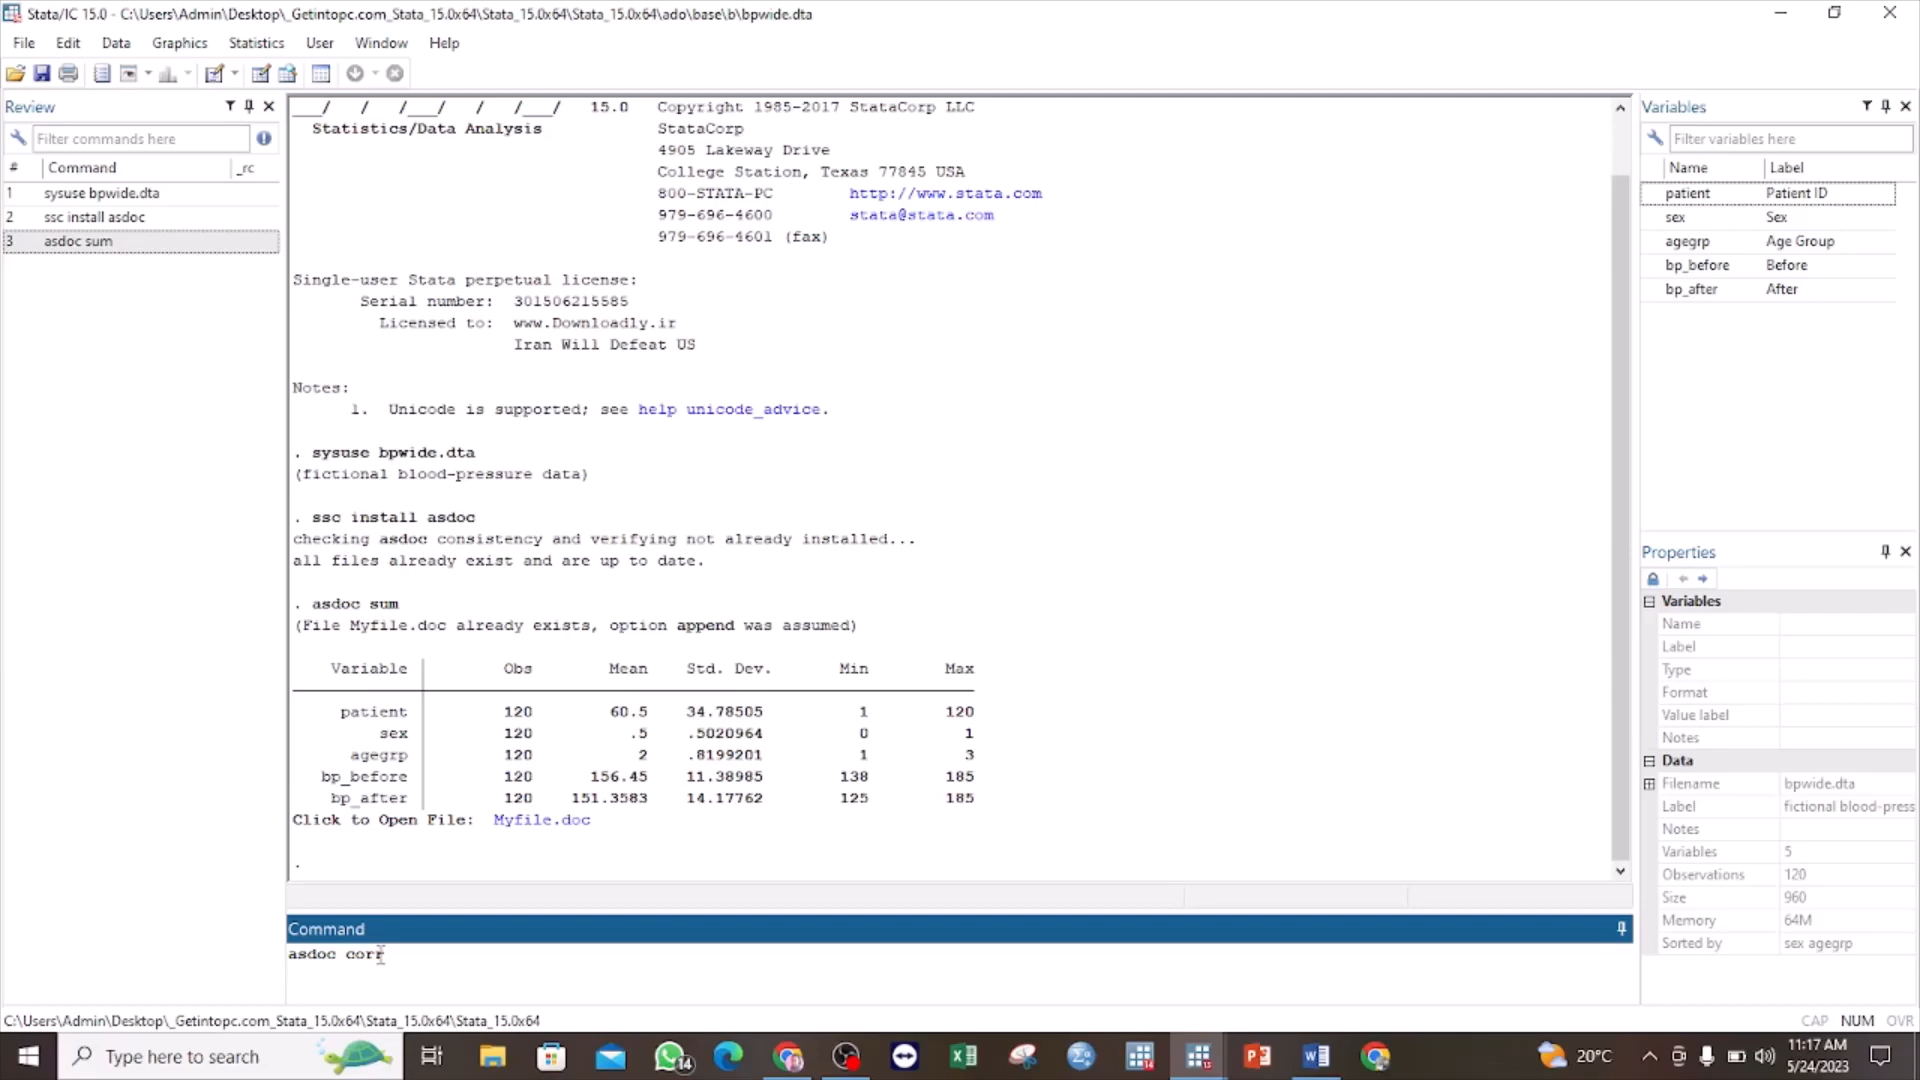 Stata/IC 15.0 - C:\Users\Admin\Desktop\_Getintopc.com_Stata_15.0x64\Stata_15.0x64\Stata_15.0x64\ado\base\b\bpwide.dta
File Edit Data Graphics Statistics User Window Help
Review
Filter commands here
# Command _rc
1 sysuse bpwide.dta
2 ssc install asdoc
3 asdoc sum
___/ / /___/ / /___/ 15.0 Copyright 1985-2017 StataCorp LLC
Statistics/Data Analysis StataCorp
4905 Lakeway Drive
College Station, Texas 77845 USA
800-STATA-PC http://www.stata.com
979-696-4600 stata@stata.com
979-696-4601 (fax)
Single-user Stata perpetual license:
Serial number: 301506215585
Licensed to: www.Downloadly.ir
Iran Will Defeat US
Notes:
1. Unicode is supported; see help unicode_advice.
. sysuse bpwide.dta
(fictional blood-pressure data)
. ssc install asdoc
checking asdoc consistency and verifying not already installed...
all files already exist and are up to date.
. asdoc sum
(File Myfile.doc already exists, option append was assumed)
Variable Obs Mean Std. Dev. Min Max
patient 120 60.5 34.78505 1 120
sex 120 .5 .5020964 0 1
agegrp 120 2 .8199201 1 3
bp_before 120 156.45 11.38985 138 185
bp_after 120 151.3583 14.17762 125 185
Click to Open File: Myfile.doc
.
Command
asdoc corr
Variables
Filter variables here
Name Label
patient Patient ID
sex Sex
agegrp Age Group
bp_before Before
bp_after After
Properties
Variables
Name
Label
Type
Format
Value label
Notes
Data
Filename bpwide.dta
Label fictional blood-press
Notes
Variables 5
Observations 120
Size 960
Memory 64M
Sorted by sex agegrp
C:\Users\Admin\Desktop\_Getintopc.com_Stata_15.0x64\Stata_15.0x64\Stata_15.0x64
CAP NUM OVR
Type here to search
14
20°C
11:17 AM
5/24/2023